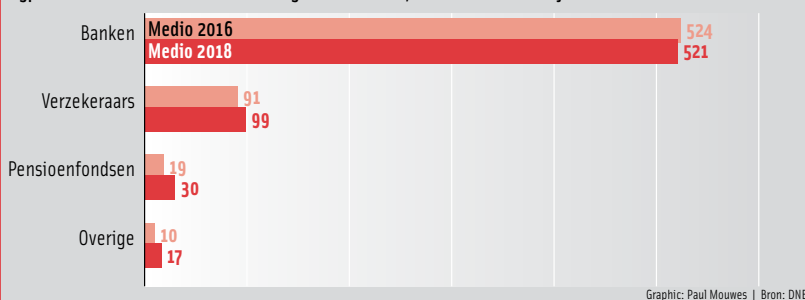 Banken
Medio 2016
524
Medio 2018
521
Verzekeraars
91
99
Pensioenfondsen
19
30
Overige
10
17
Graphic: Paul Mouwes | Bron: DNB